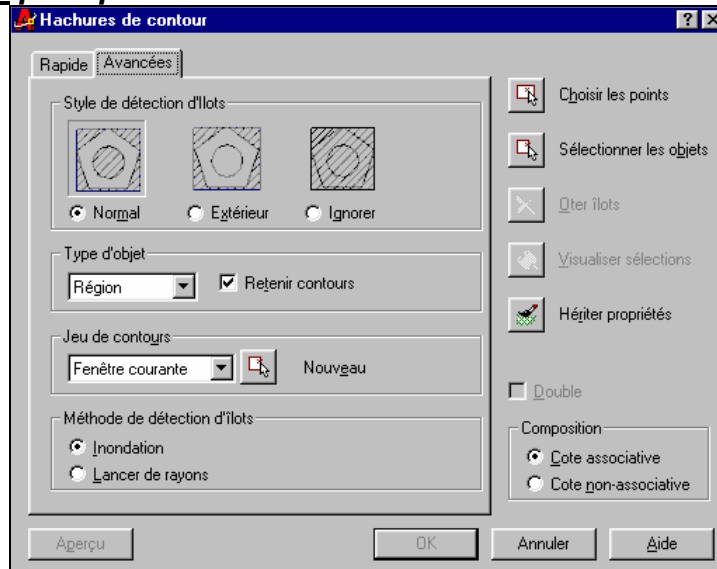 Hachures de contour
Rapide Avancées
Style de détection d'Ilots
Normal Extérieur Ignorer
Type d'objet
Région Retenir contours
Jeu de contours
Fenêtre courante Nouveau
Méthode de détection d'îlots
Inondation
Lancer de rayons
Choisir les points
Sélectionner les objets
Oter îlots
Visualiser sélections
Hériter propriétés
Double
Composition
Cote associative
Cote non-associative
Aperçu OK Annuler Aide